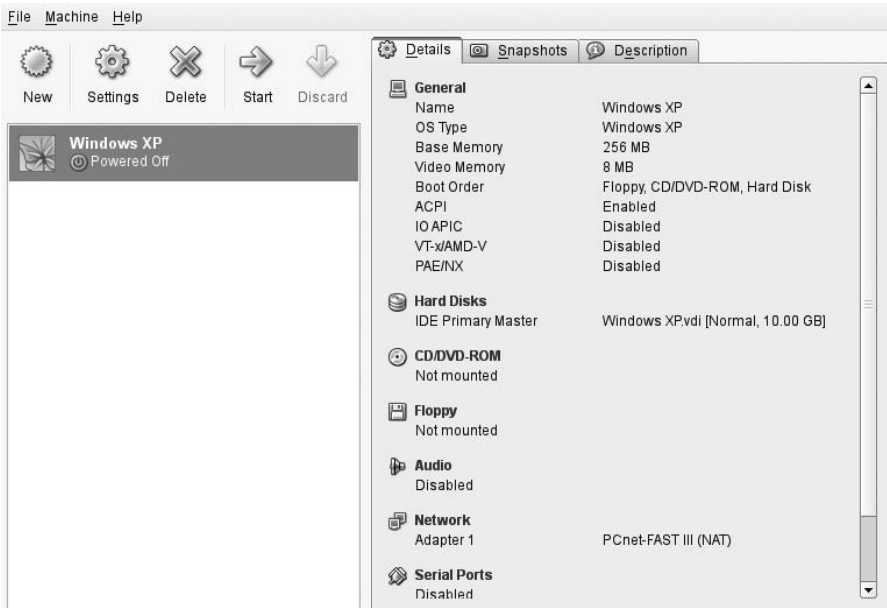 File Machine Help
New Settings Delete Start Discard
Windows XP
Powered Off
Details Snapshots Description
General
Name Windows XP
OS Type Windows XP
Base Memory 256 MB
Video Memory 8 MB
Boot Order Floppy, CD/DVD-ROM, Hard Disk
ACPI Enabled
IO APIC Disabled
VT-x/AMD-V Disabled
PAE/NX Disabled
Hard Disks
IDE Primary Master Windows XP.vdi [Normal, 10.00 GB]
CD/DVD-ROM
Not mounted
Floppy
Not mounted
Audio
Disabled
Network
Adapter 1 PCnet-FAST III (NAT)
Serial Ports
Disabled